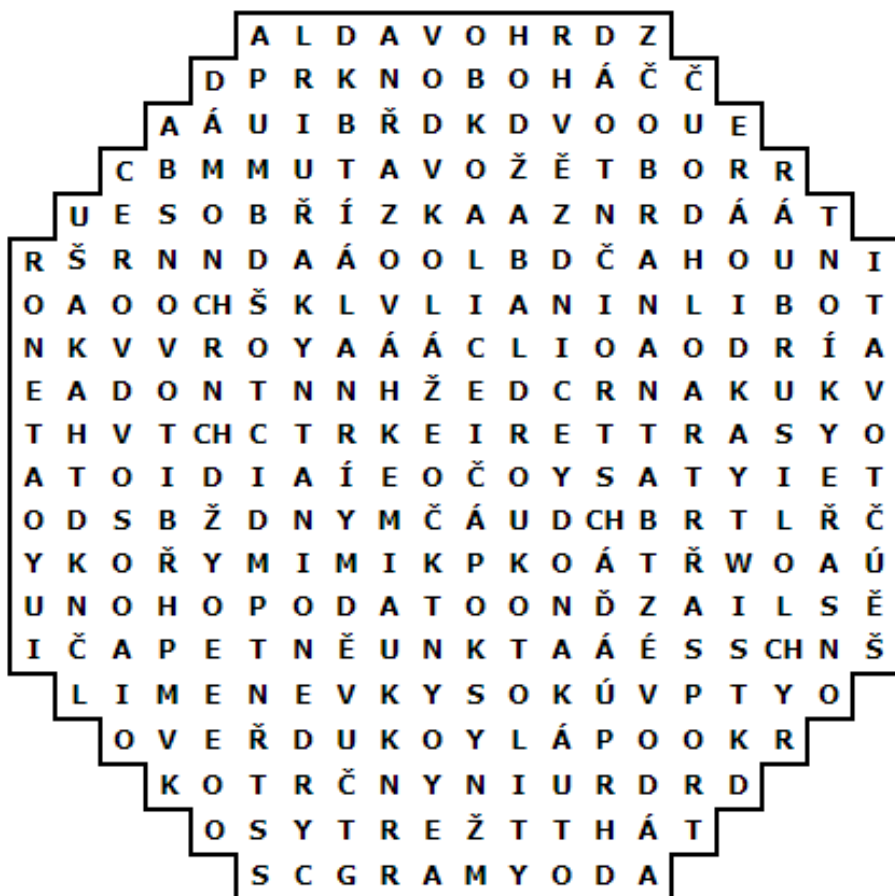 A L D A V O H R D Z
D P R K N O B O H Á Č Č
A Á U I B Ř D K D V O O U E
C B M M U T A V O Ž Ě T B O R R
U E S O B Ř Í Z K A A Z N R D Á Á T
R Š R N N D A Á O O L B D Č A H O U N I
O A O O CH Š K L V L I A N I N L I B O T
N K V V R O Y A Á Á C L I O A O D R Í A
E A D O N T N N H Ž E D C R N A K U K V
T H V T CH C T R K E I R E T T R A S Y O
A T O I D I A Í E O Č O Y S A T Y I E T
O D S B Ž D N Y M Č Á U D CH B R T L Ř Č
Y K O Ř Y M I M I K P K O Á T Ř W O A Ú
U N O H O P O D A T O O N Ď Z A I L S Ě
I Č A P E T N Ě U N K T A Á É S S CH N Š
L I M E N E V K Y S O K Ú V P T Y O
O V E Ř D U K O Y L Á P O O K R
K O T R Č N Y N I U R D R D
O S Y T R E Ž T T H Á T
S C G R A M Y O D A